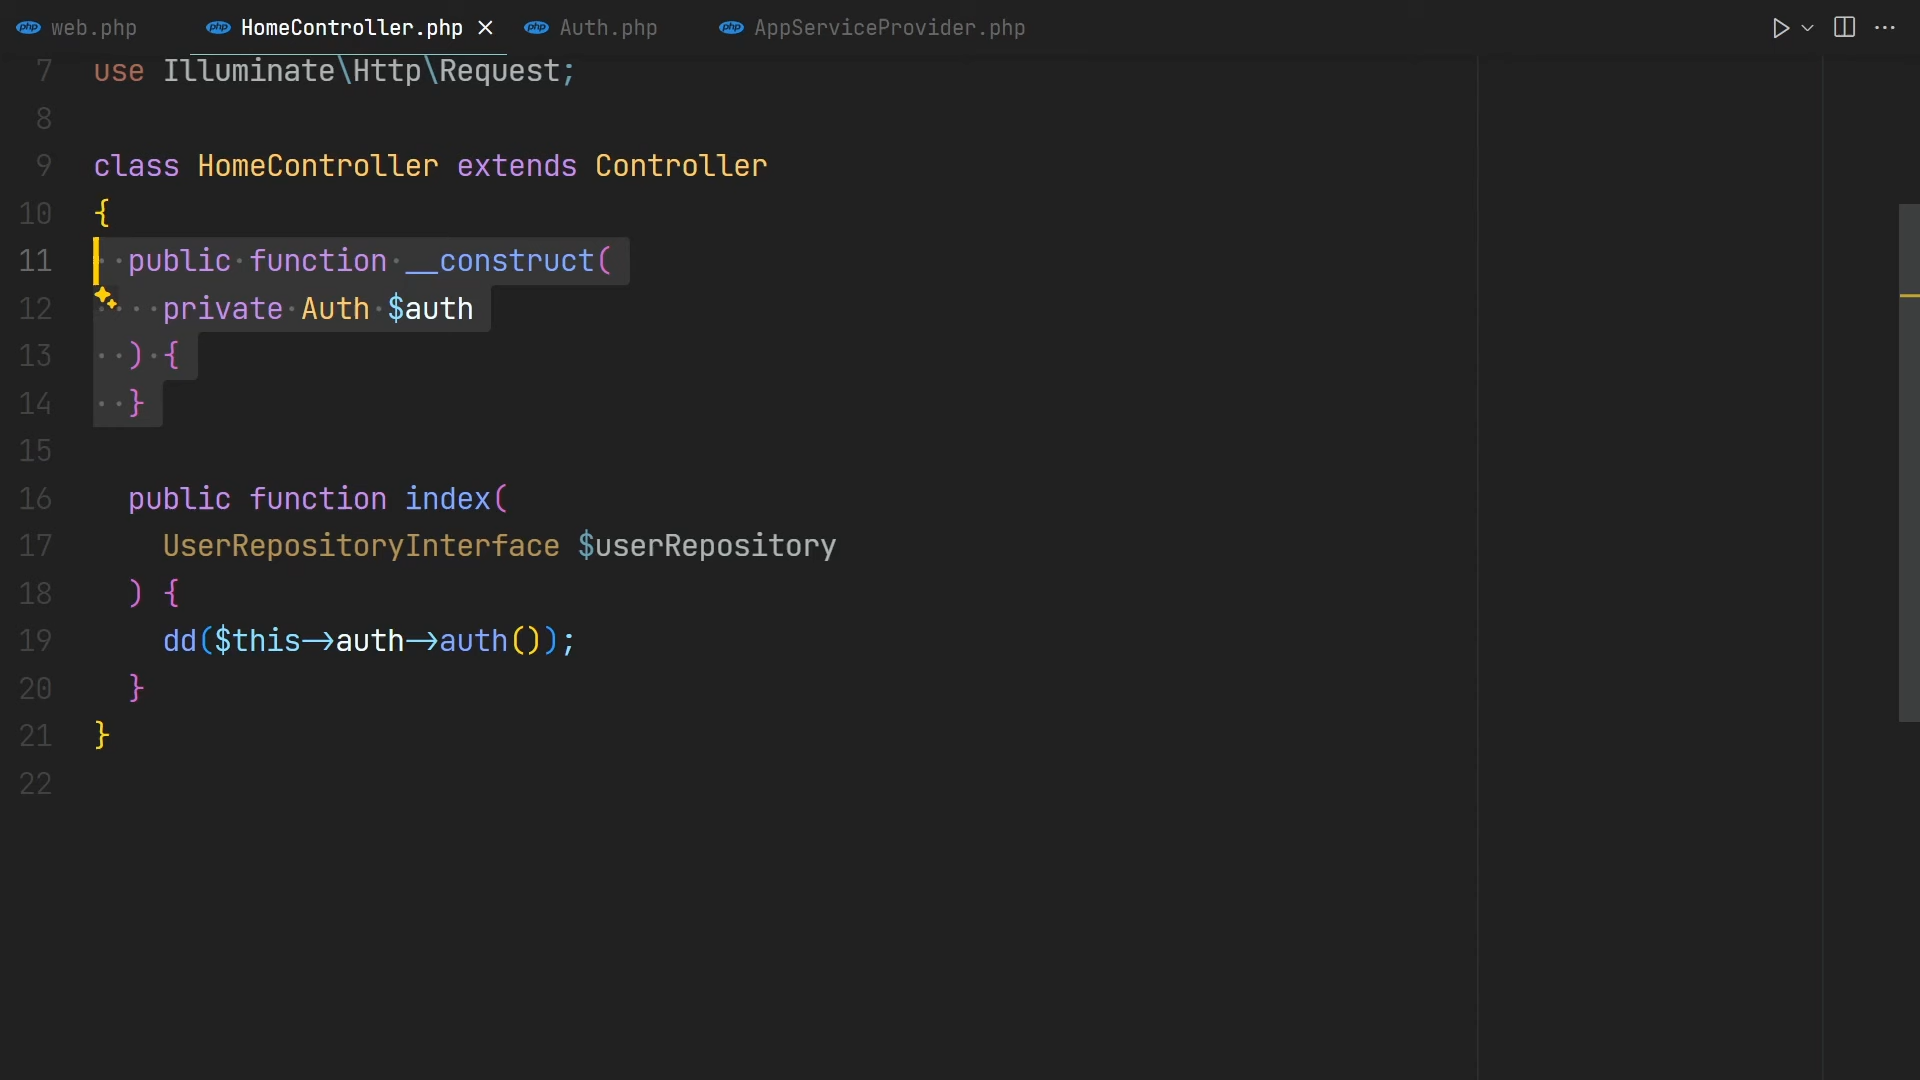 web.php HomeController.php Auth.php AppServiceProvider.php
7 use Illuminate\Http\Request;
8
9 class HomeController extends Controller
10 {
11 public function __construct(
12 private Auth $auth
13 ) {
14 }
15
16 public function index(
17 UserRepositoryInterface $userRepository
18 ) {
19 dd($this->auth->auth());
20 }
21 }
22